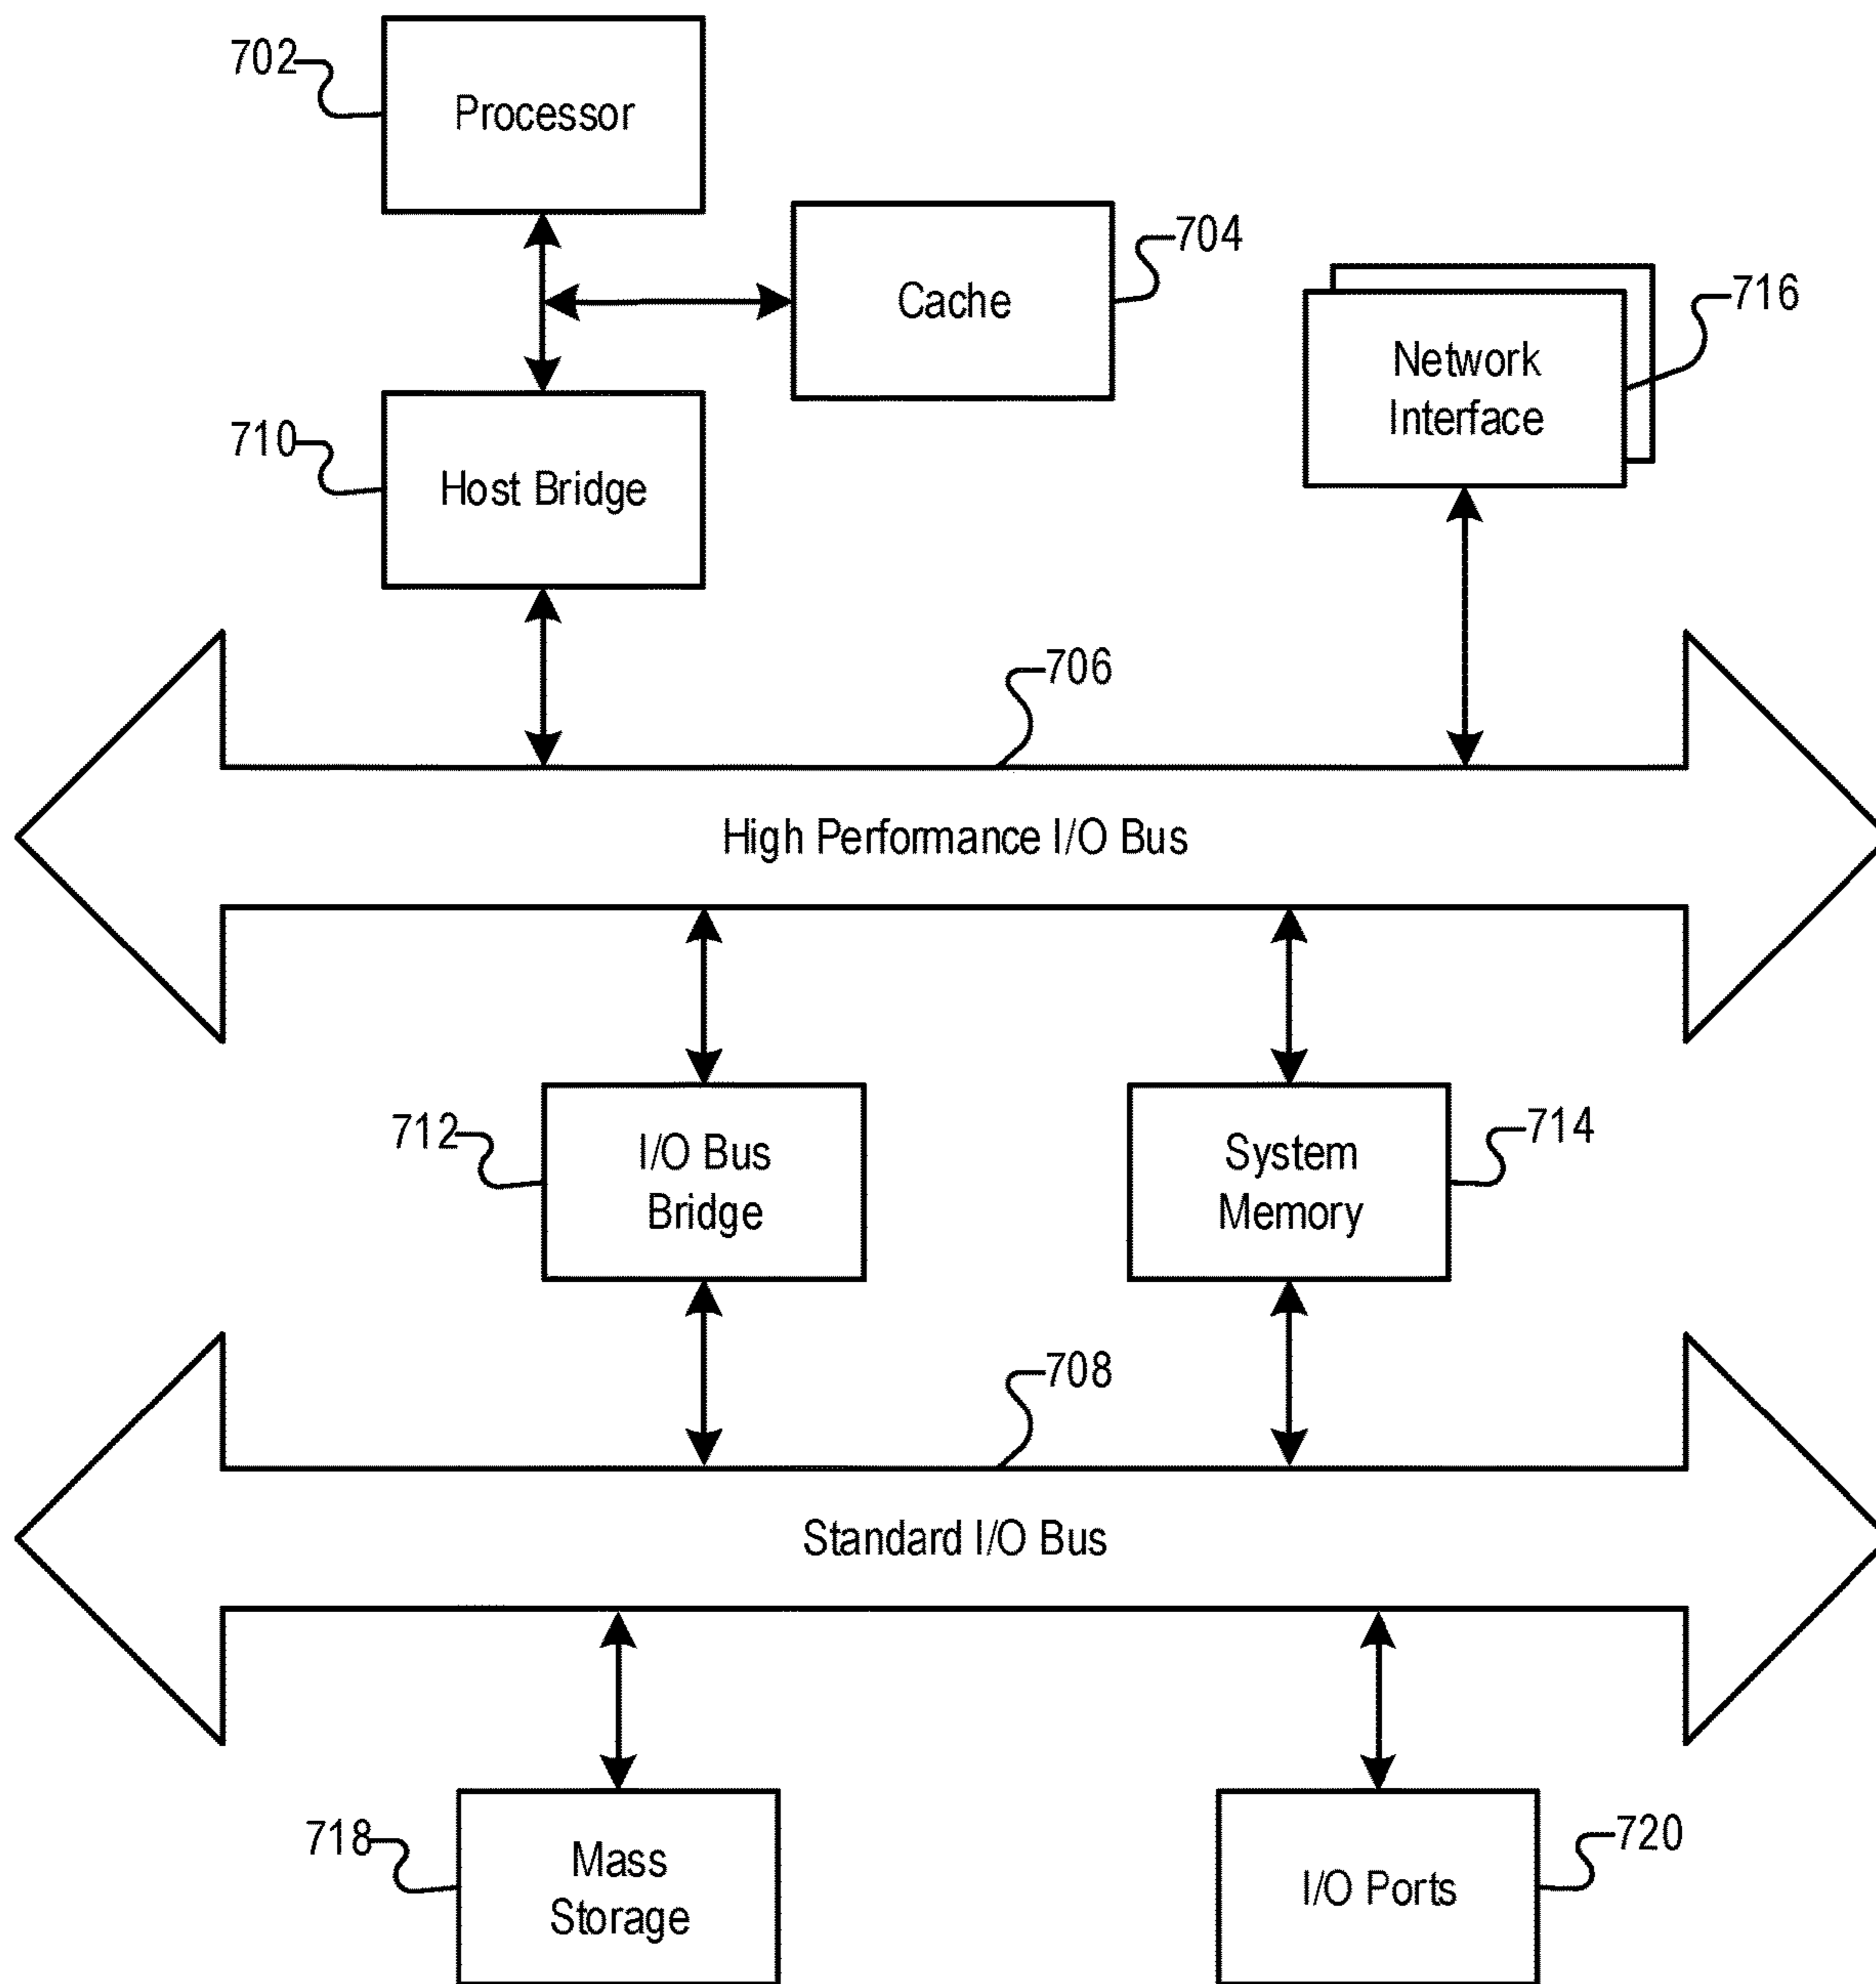 702
Processor
704
Cache
716
Network
Interface
710
Host Bridge
706
High Performance I/O Bus
712
I/O Bus
Bridge
714
System
Memory
708
Standard I/O Bus
718
Mass
Storage
720
I/O Ports